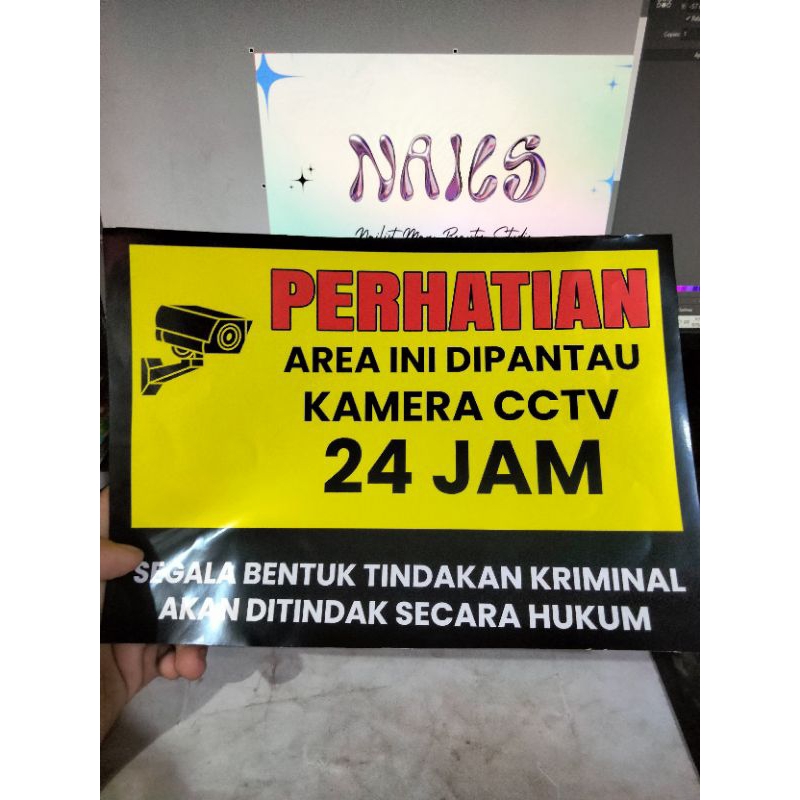 NAILS
PERHATIAN
AREA INI DIPANTAU
KAMERA CCTV
24 JAM
SEGALA BENTUK TINDAKAN KRIMINAL
AKAN DITINDAK SECARA HUKUM